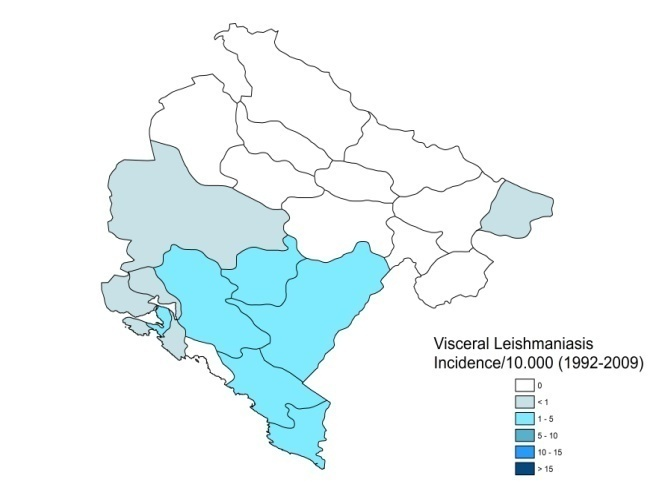 Visceral Leishmaniasis
Incidence/10.000 (1992-2009)
0
< 1
1 - 5
5 - 10
10 - 15
> 15